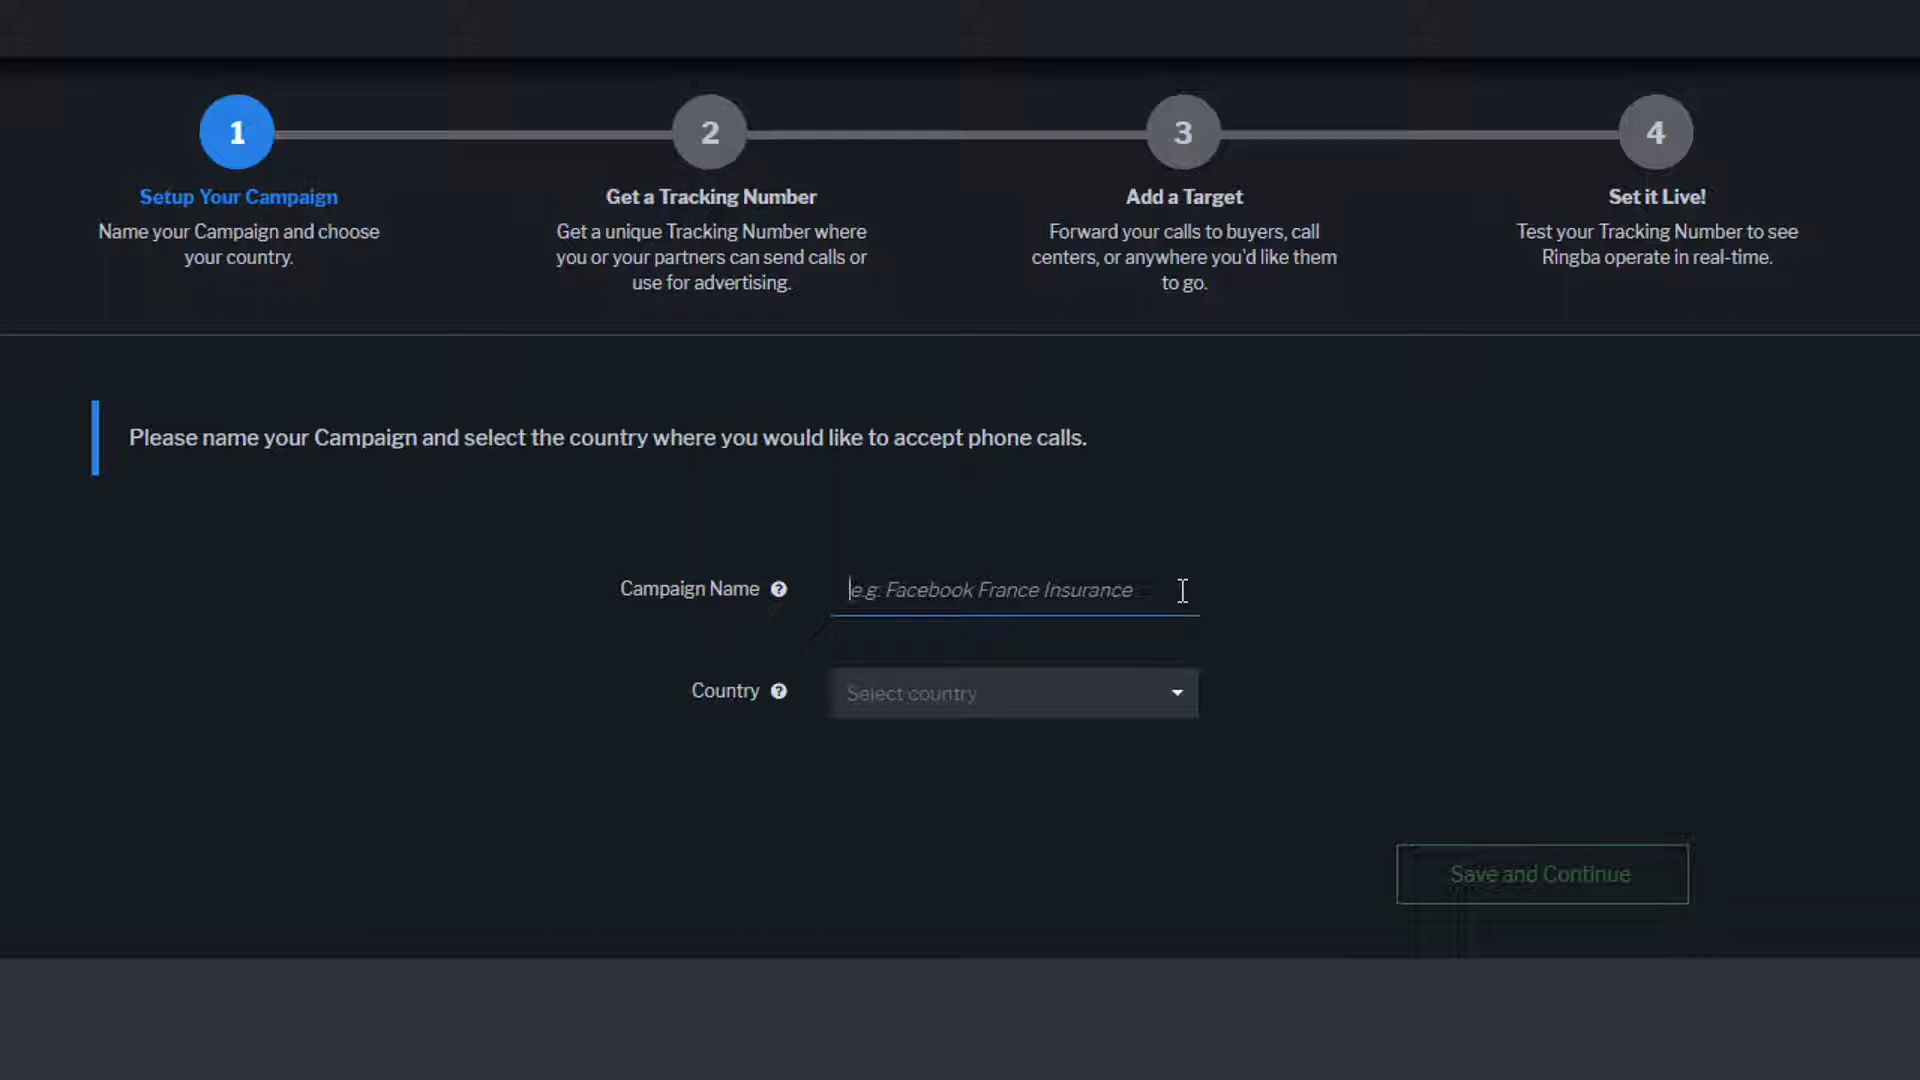 1
2
3
4
Setup Your Campaign
Name your Campaign and choose
your country.
Get a Tracking Number
Get a unique Tracking Number where
you or your partners can send calls or
use for advertising.
Add a Target
Forward your calls to buyers, call
centers, or anywhere you'd like them
to go.
Set it Live!
Test your Tracking Number to see
Ringba operate in real-time.
Please name your Campaign and select the country where you would like to accept phone calls.
Campaign Name ?
e.g. Facebook France Insurance
Country ?
Select country
Save and Continue